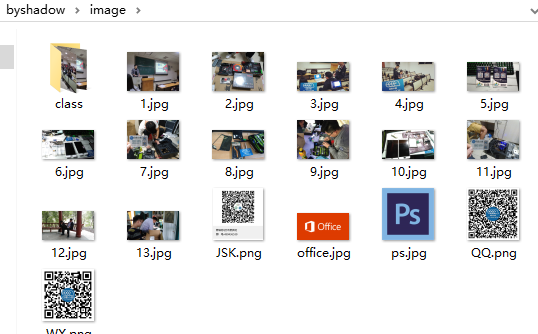 byshadow > image >
class 1.jpg 2.jpg 3.jpg 4.jpg 5.jpg
6.jpg 7.jpg 8.jpg 9.jpg 10.jpg 11.jpg
Office Ps
12.jpg 13.jpg JSK.png office.jpg ps.jpg QQ.png
WX.png